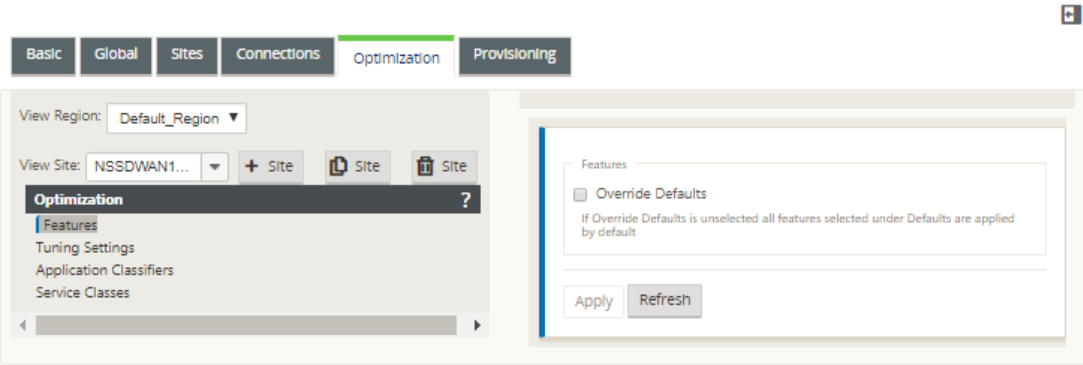 Basic Global Sites Connections Optimization Provisioning
View Region: Default_Region
View Site: NSSDWAN1... + Site Site Site
Optimization ?
Features
Tuning Settings
Application Classifiers
Service Classes
Features
Override Defaults
If Override Defaults is unselected all features selected under Defaults are applied
by default
Apply Refresh